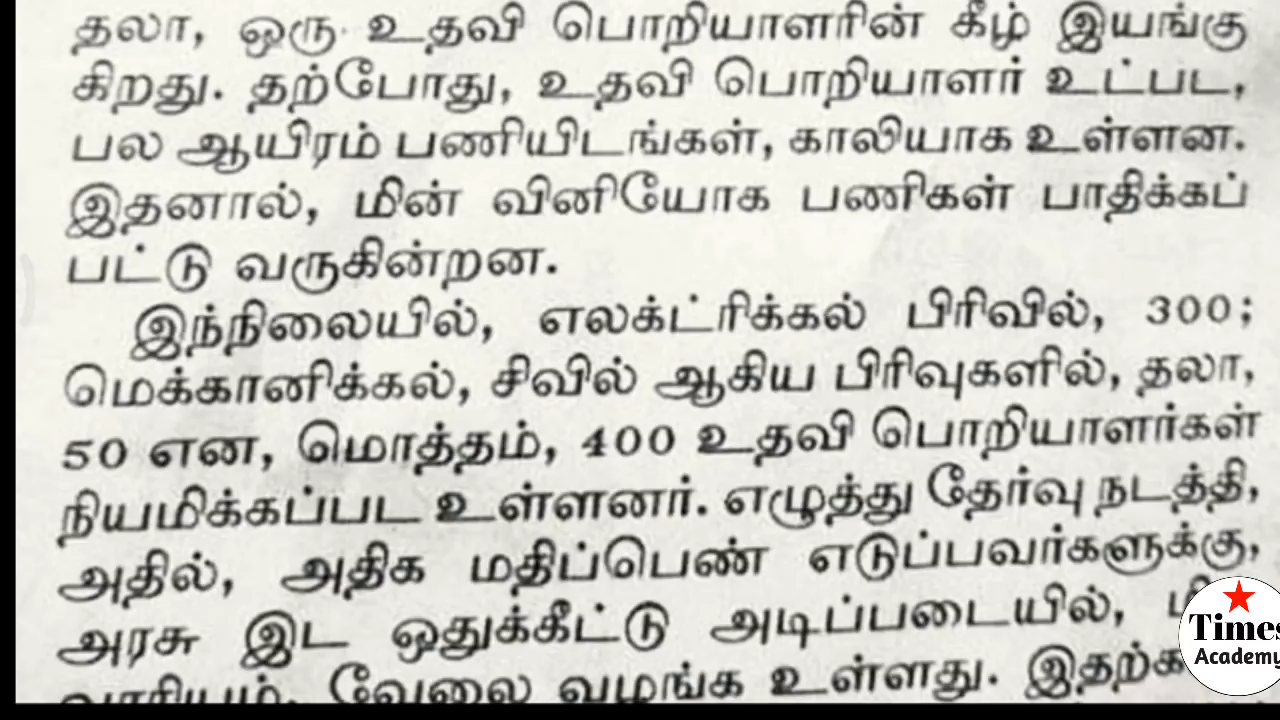 தலா, ஒரு உதவி பொறியாளரின் கீழ் இயங்கு
கிறது. தற்போது, உதவி பொறியாளர் உட்பட,
பல ஆயிரம் பணியிடங்கள், காலியாக உள்ளன.
இதனால், மின் வினியோக பணிகள் பாதிக்கப்
பட்டு வருகின்றன.
இந்நிலையில், எலக்ட்ரிக்கல் பிரிவில், 300;
மெக்கானிக்கல், சிவில் ஆகிய பிரிவுகளில், தலா,
50 என, மொத்தம், 400 உதவி பொறியாளர்கள்
நியமிக்கப்பட உள்ளனர். எழுத்து தேர்வு நடத்தி,
அதில், அதிக மதிப்பெண் எடுப்பவர்களுக்கு,
அரசு இட ஒதுக்கீட்டு அடிப்படையில்,
வாரியம், வேலை வழங்க உள்ளது.
Times
Academy